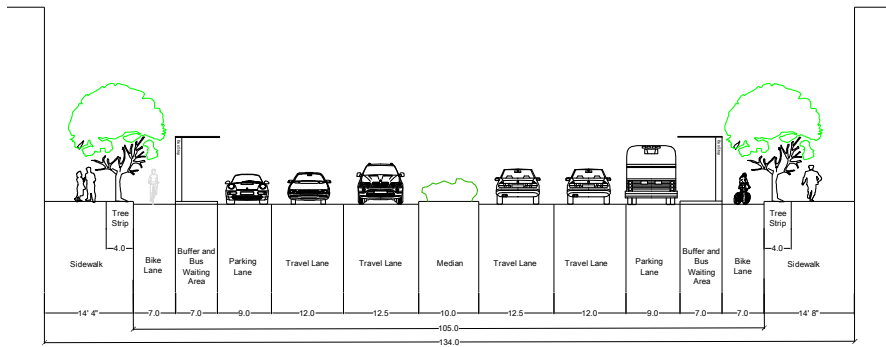 Tree
Strip
4.0
Sidewalk
Bike
Lane
Buffer and
Bus
Waiting
Area
Parking
Lane
Travel Lane
Travel Lane
Median
Travel Lane
Travel Lane
Parking
Lane
Buffer and
Bus
Waiting
Area
Bike
Lane
Tree
Strip
4.0
Sidewalk
14' 4"
7.0
7.0
9.0
12.0
12.5
10.0
12.5
12.0
9.0
7.0
7.0
14' 8"
105.0
134.0